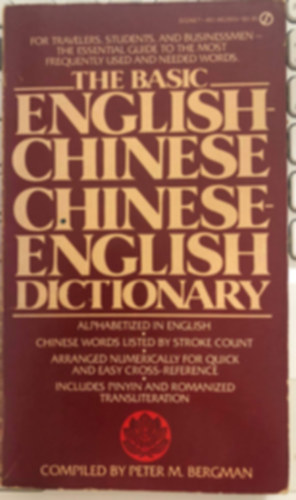 FOR TRAVELERS, STUDENTS, AND BUSINESSMEN —
THE ESSENTIAL GUIDE TO THE MOST
FREQUENTLY USED AND NEEDED WORDS.
THE BASIC
ENGLISH-
CHINESE
CHINESE-
ENGLISH
DICTIONARY
ALPHABETIZED IN ENGLISH
•
CHINESE WORDS LISTED BY STROKE COUNT
•
ARRANGED NUMERICALLY FOR QUICK
AND EASY CROSS-REFERENCE
•
INCLUDES PINYIN AND ROMANIZED
TRANSLITERATION
COMPILED BY PETER M. BERGMAN